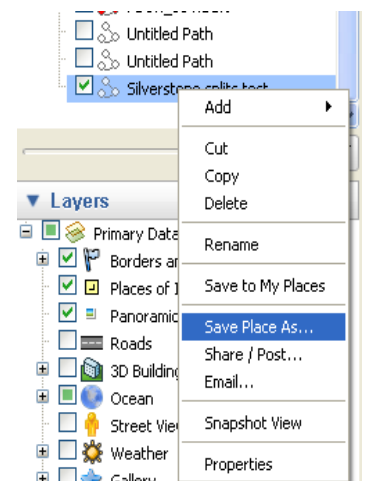 Untitled Path
Untitled Path
Silverstone splits test
Add
Cut
Copy
Delete
Layers
Rename
Primary Data
Borders
Save to My Places
Places of
Panoramic
Save Place As...
Roads
Share / Post...
3D Building
Email...
Ocean
Street
Snapshot View
Weather
Properties
Gallery